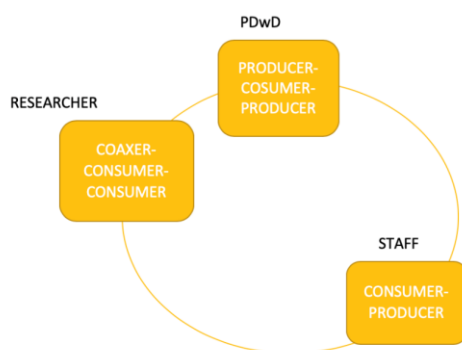 PDwD
PRODUCER-
COSUMER-
PRODUCER
RESEARCHER
COAXER-
CONSUMER-
CONSUMER
STAFF
CONSUMER-
PRODUCER